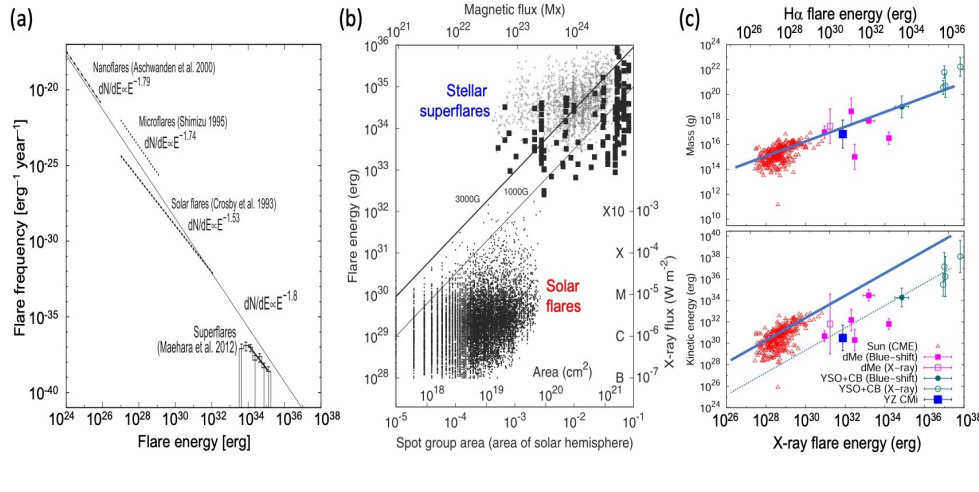 (a)
Nanoflares (Aschwanden et al. 2000)
dN/dE∝E^-1.79
Microflares (Shimizu 1995)
dN/dE∝E^-1.74
Solar flares (Crosby et al. 1993)
dN/dE∝E^-1.53
dN/dE∝E^-1.8
Superflares
(Maehara et al. 2012)
10^-20
10^-25
10^-30
10^-35
10^-40
Flare frequency [erg^-1 year^-1]
10^24 10^26 10^28 10^30 10^32 10^34 10^36 10^38
Flare energy [erg]
(b)
Magnetic flux (Mx)
10^21 10^22 10^23 10^24
10^36
10^35
10^34
10^33
10^32
10^31
10^30
10^29
10^28
Flare energy (erg)
Stellar
superflares
3000G
1000G
Solar
flares
X10 10^-3
X 10^-4
M 10^-5
C 10^-6
B 10^-7
X-ray flux (W m^-2)
Area (cm^2)
10^18 10^19 10^20 10^21
10^-5 10^-4 10^-3 10^-2 10^-1
Spot group area (area of solar hemisphere)
(c)
Hα flare energy (erg)
10^26 10^28 10^30 10^32 10^34 10^36
10^24
10^22
10^20
10^18
10^16
10^14
10^12
10^10
Mass (g)
10^40
10^38
10^36
10^34
10^32
10^30
10^28
10^26
10^24
Kinetic energy (erg)
Sun (CME)
dMe (Blue-shift)
dMe (X-ray)
YSO+CB (Blue-shift)
YSO+CB (X-ray)
YZ CMi
10^26 10^28 10^30 10^32 10^34 10^36 10^38
X-ray flare energy (erg)